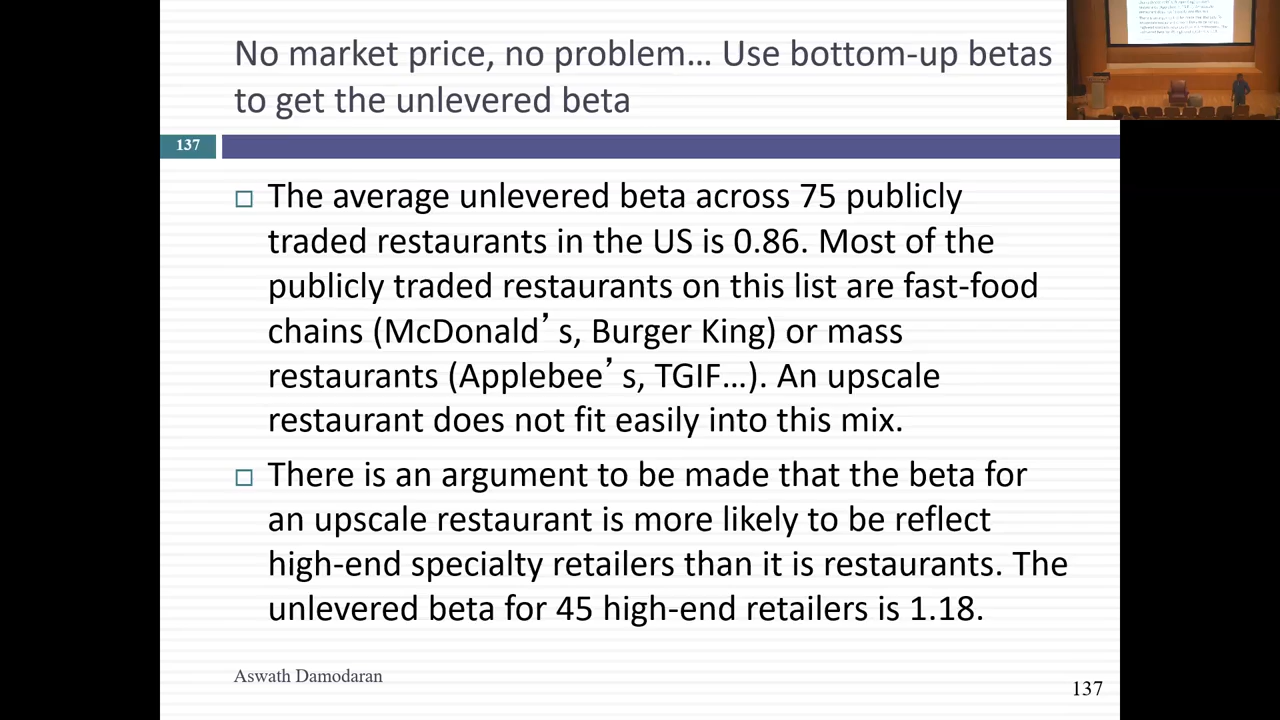 No market price, no problem… Use bottom-up betas
to get the unlevered beta
137
The average unlevered beta across 75 publicly
traded restaurants in the US is 0.86. Most of the
publicly traded restaurants on this list are fast-food
chains (McDonald’s, Burger King) or mass
restaurants (Applebee’s, TGIF…). An upscale
restaurant does not fit easily into this mix.
There is an argument to be made that the beta for
an upscale restaurant is more likely to be reflect
high-end specialty retailers than it is restaurants. The
unlevered beta for 45 high-end retailers is 1.18.
Aswath Damodaran
137